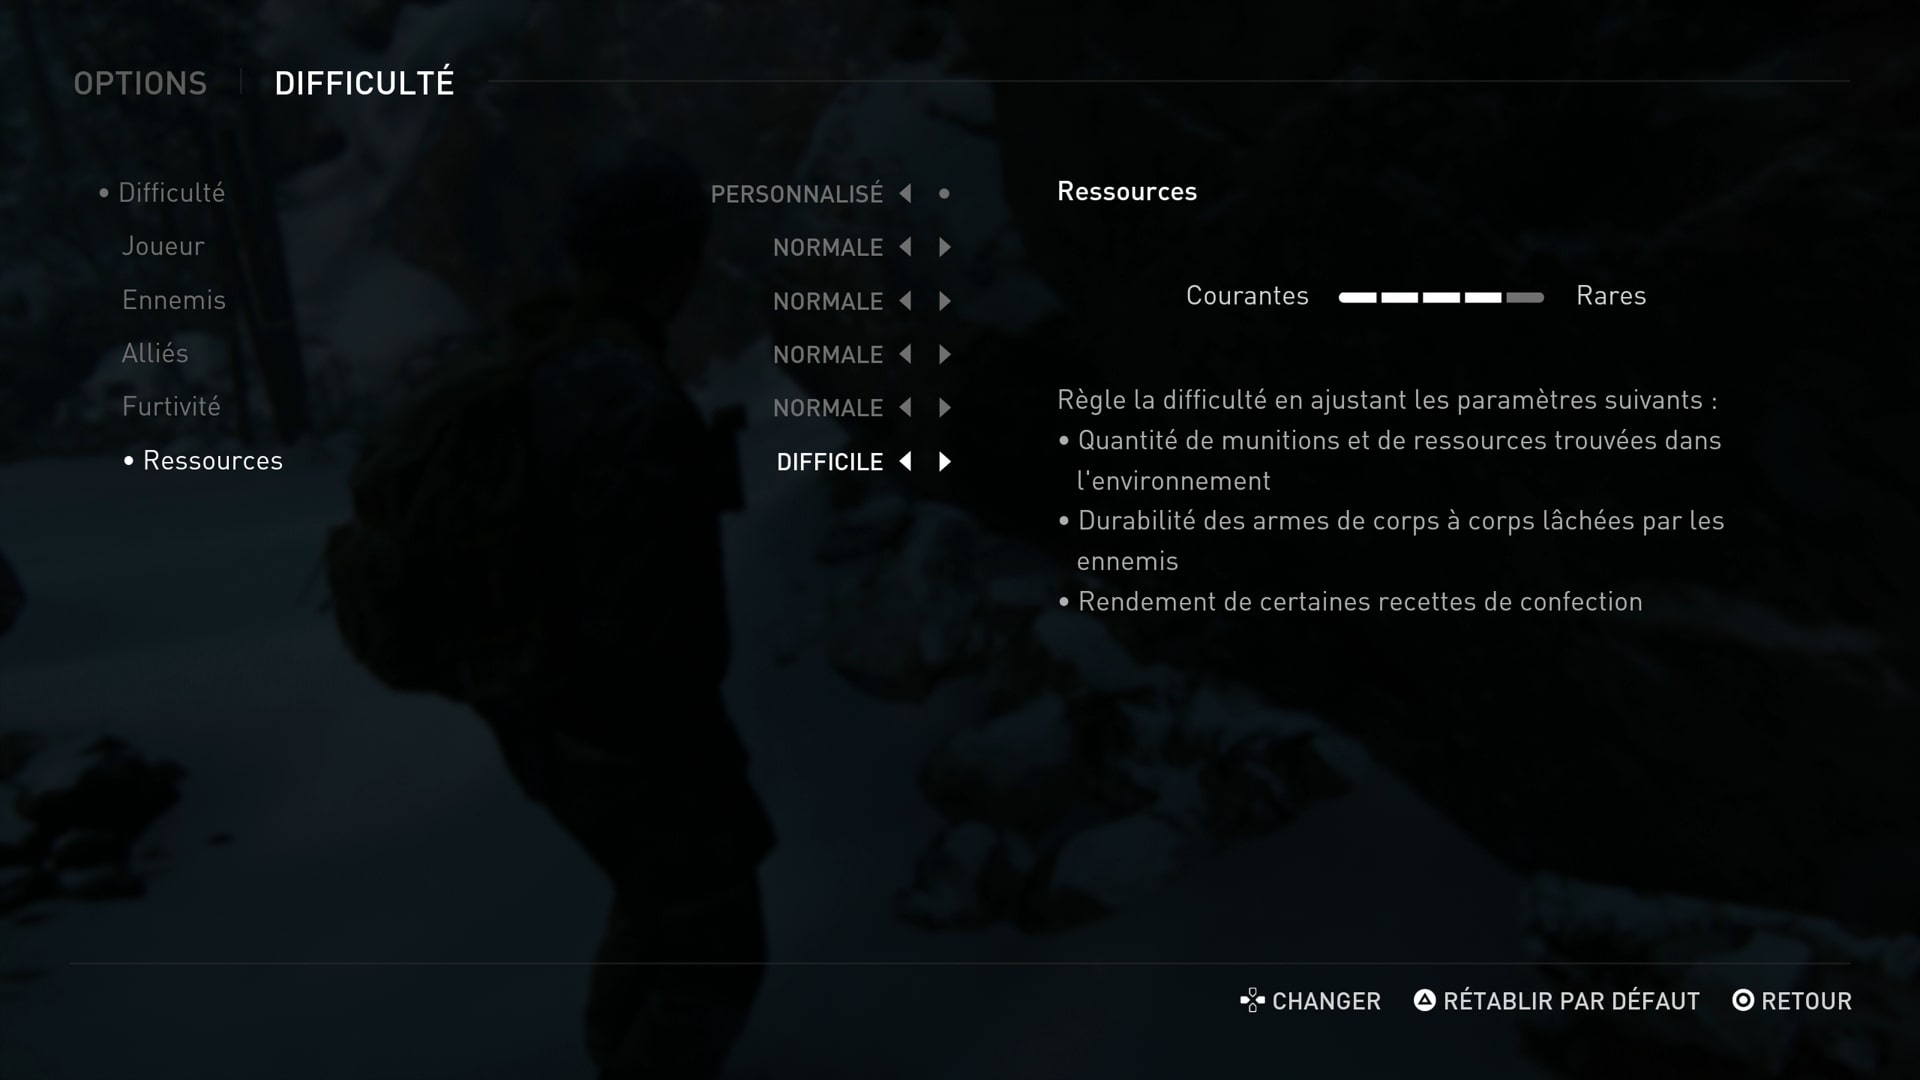 OPTIONS | DIFFICULTÉ
• Difficulté PERSONNALISÉ
Joueur NORMALE
Ennemis NORMALE
Alliés NORMALE
Furtivité NORMALE
• Ressources DIFFICILE
Ressources
Courantes Rares
Règle la difficulté en ajustant les paramètres suivants :
• Quantité de munitions et de ressources trouvées dans
l'environnement
• Durabilité des armes de corps à corps lâchées par les
ennemis
• Rendement de certaines recettes de confection
CHANGER RÉTABLIR PAR DÉFAUT RETOUR